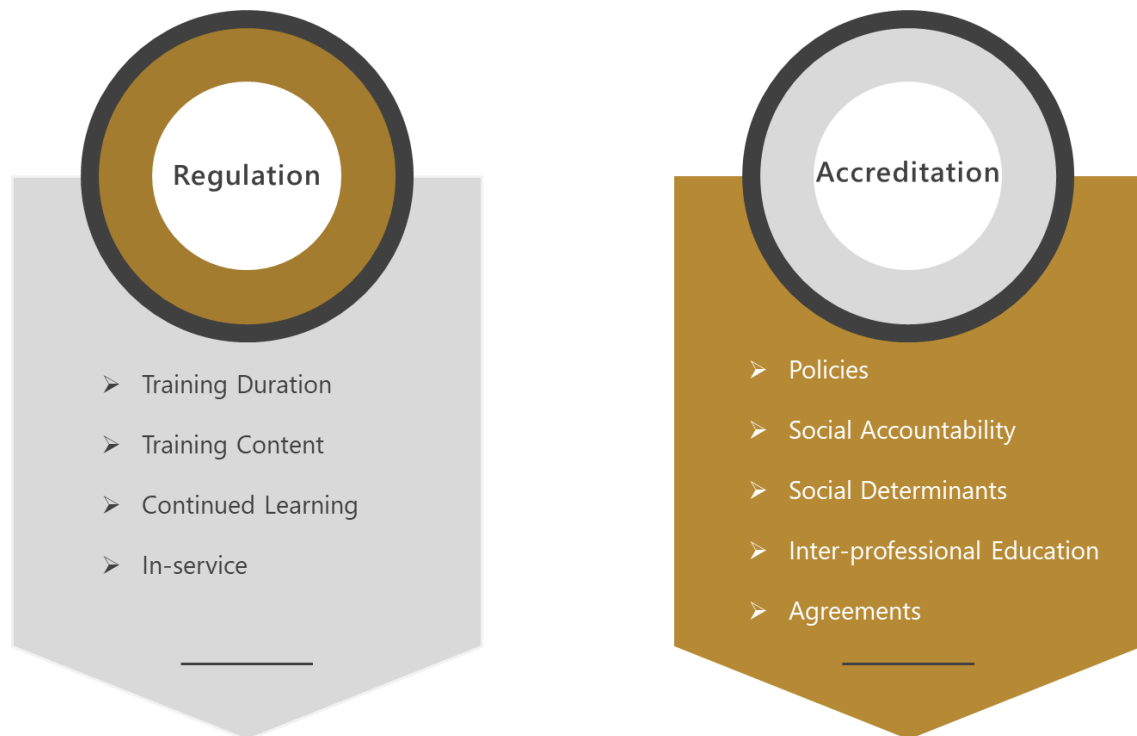 Regulation
Training Duration
Training Content
Continued Learning
In-service
Accreditation
Policies
Social Accountability
Social Determinants
Inter-professional Education
Agreements